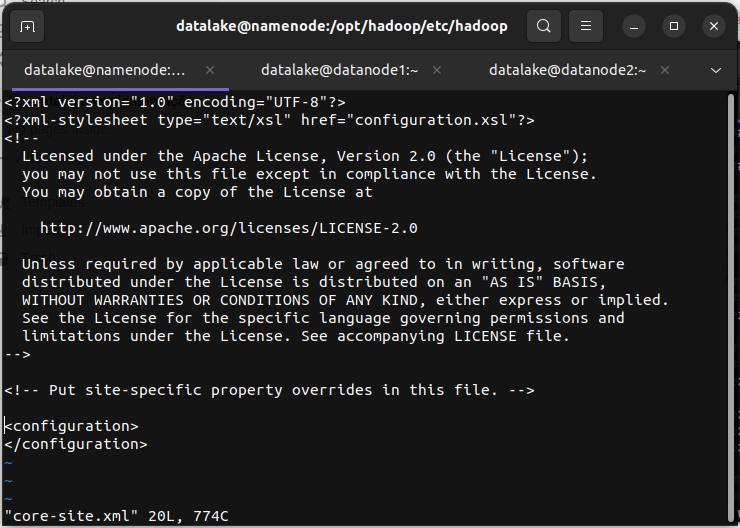 datalake@namenode:/opt/hadoop/etc/hadoop
datalake@namenode:... × datalake@datanode1:~ × datalake@datanode2:~ ×
<?xml version="1.0" encoding="UTF-8"?>
<?xml-stylesheet type="text/xsl" href="configuration.xsl"?>
<!--
  Licensed under the Apache License, Version 2.0 (the "License");
  you may not use this file except in compliance with the License.
  You may obtain a copy of the License at

    http://www.apache.org/licenses/LICENSE-2.0

  Unless required by applicable law or agreed to in writing, software
  distributed under the License is distributed on an "AS IS" BASIS,
  WITHOUT WARRANTIES OR CONDITIONS OF ANY KIND, either express or implied.
  See the License for the specific language governing permissions and
  limitations under the License. See accompanying LICENSE file.
-->

<!-- Put site-specific property overrides in this file. -->

<configuration>
</configuration>
~
~
~
"core-site.xml" 20L, 774C